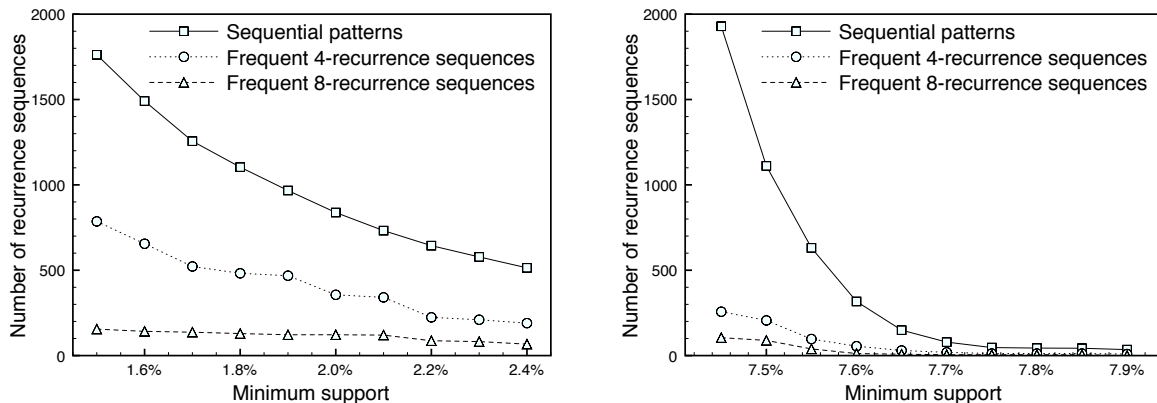 2000
1500
1000
500
0
Number of recurrence sequences
Sequential patterns
Frequent 4-recurrence sequences
Frequent 8-recurrence sequences
1.6% 1.8% 2.0% 2.2% 2.4%
Minimum support
2000
1500
1000
500
0
Number of recurrence sequences
Sequential patterns
Frequent 4-recurrence sequences
Frequent 8-recurrence sequences
7.5% 7.6% 7.7% 7.8% 7.9%
Minimum support